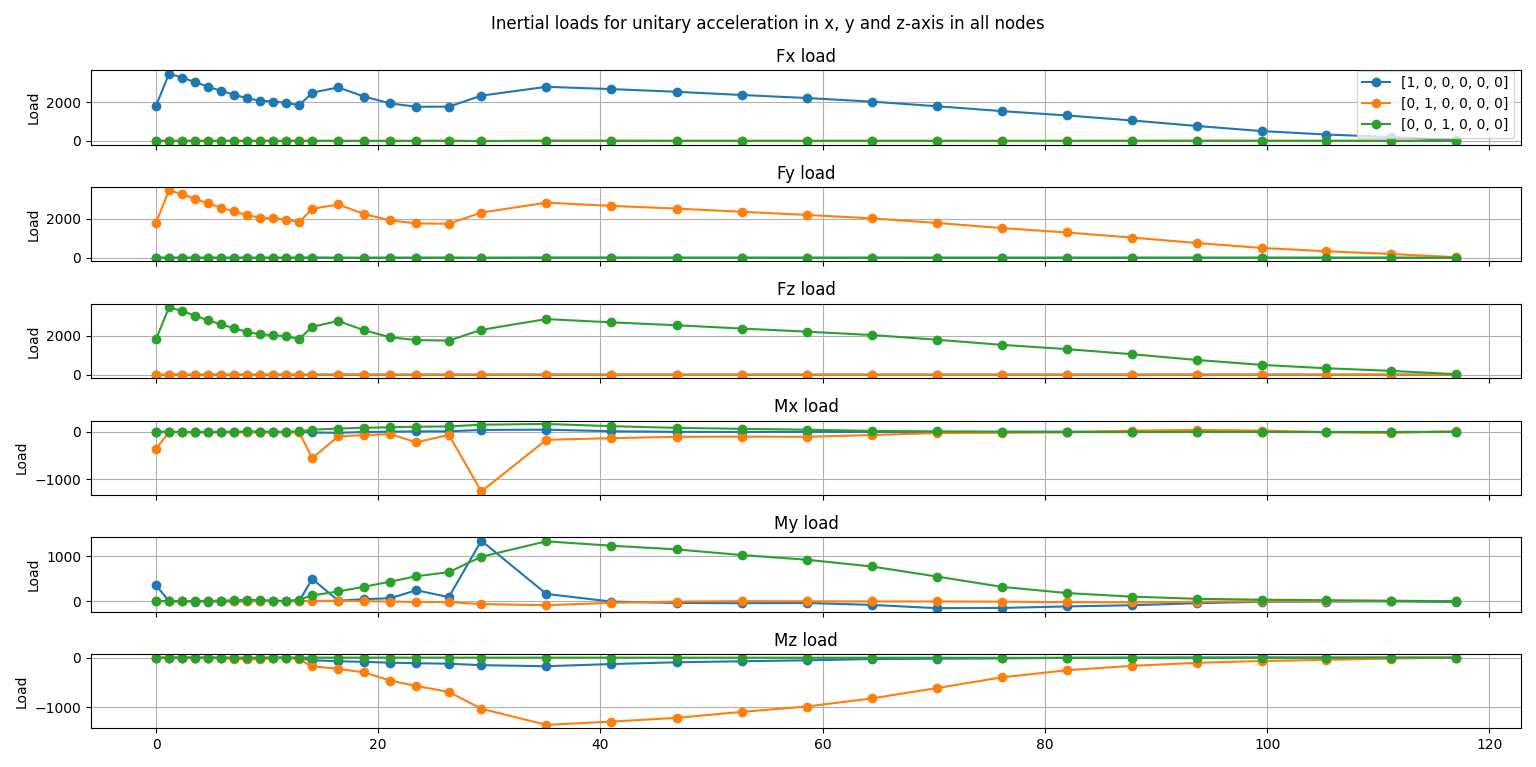 Inertial loads for unitary acceleration in x, y and z-axis in all nodes
Fx load
Load
2000
0
[1, 0, 0, 0, 0, 0]
[0, 1, 0, 0, 0, 0]
[0, 0, 1, 0, 0, 0]
Fy load
Load
2000
0
Fz load
Load
2000
0
Mx load
Load
0
−1000
My load
Load
1000
0
Mz load
Load
0
−1000
0 20 40 60 80 100 120